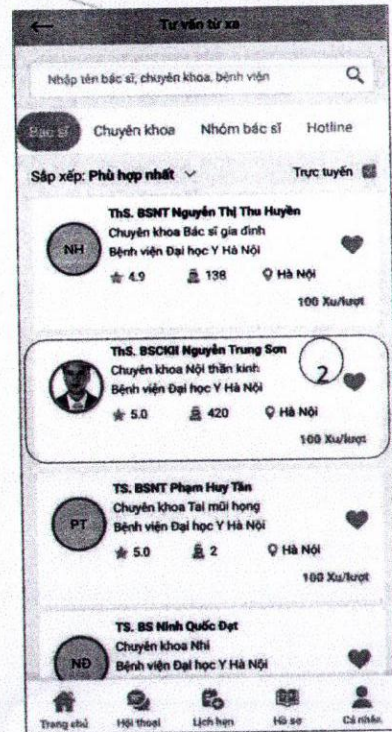 Tư vấn từ xa
Nhập tên bác sĩ, chuyên khoa, bệnh viện
Bác sĩ Chuyên khoa Nhóm bác sĩ Hotline
Sắp xếp: Phù hợp nhất Trực tuyến
ThS. BSNT Nguyễn Thị Thu Huyền
Chuyên khoa Bác sĩ gia đình
NH
Bệnh viện Đại học Y Hà Nội
4.9 138 Hà Nội
100 Xu/lượt
ThS. BSCKII Nguyễn Trung Sơn
2
Chuyên khoa Nội thần kinh
Bệnh viện Đại học Y Hà Nội
5.0 420 Hà Nội
100 Xu/lượt
TS. BSNT Phạm Huy Tần
Chuyên khoa Tai mũi họng
PT
Bệnh viện Đại học Y Hà Nội
5.0 2 Hà Nội
100 Xu/lượt
TS. BS Ninh Quốc Đạt
Chuyên khoa Nhi
NĐ
Bệnh viện Đại học Y Hà Nội
Trang chủ Hội thoại Lịch hẹn Hồ sơ Cá nhân